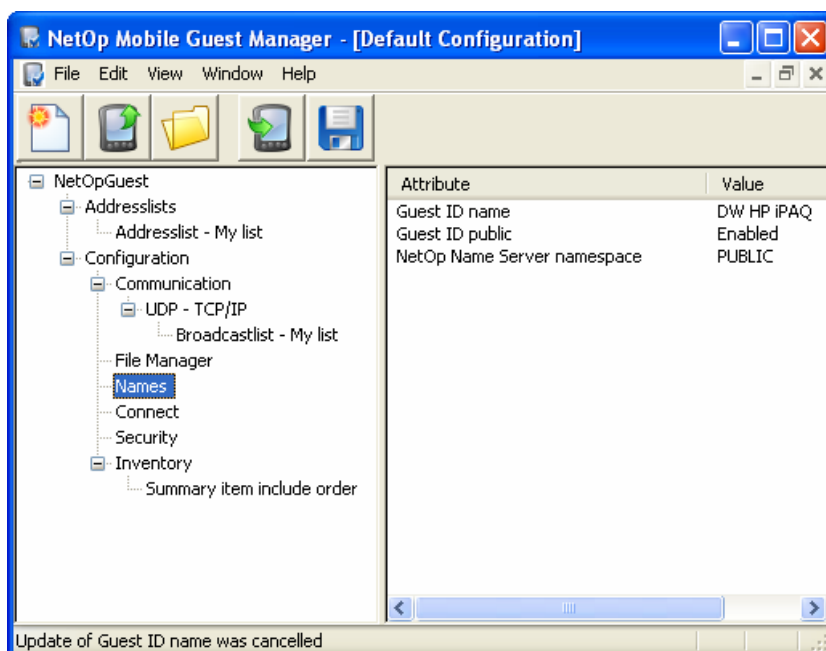 NetOp Mobile Guest Manager - [Default Configuration]
File Edit View Window Help
NetOpGuest
Addresslists
Addresslist - My list
Configuration
Communication
UDP - TCP/IP
Broadcastlist - My list
File Manager
Names
Connect
Security
Inventory
Summary item include order
Attribute Value
Guest ID name DW HP iPAQ
Guest ID public Enabled
NetOp Name Server namespace PUBLIC
Update of Guest ID name was cancelled